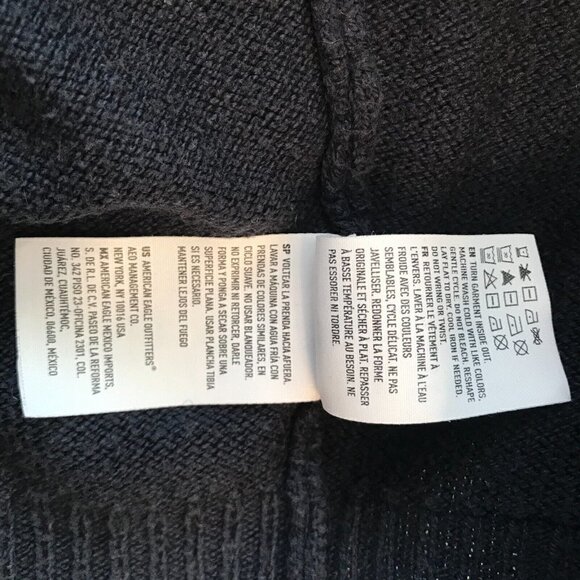 EN TURN GARMENT INSIDE OUT.
MACHINE WASH COLD WITH LIKE COLORS.
GENTLE CYCLE. DO NOT BLEACH. RESHAPE
LAY FLAT TO DRY. COOL IRON IF NEEDED.
DO NOT WRING OR TWIST.
FR RETOURNER LE VÊTEMENT À
L'ENVERS. LAVER À LA MACHINE À L'EAU
FROIDE AVEC DES COULEURS
SEMBLABLES, CYCLE DÉLICAT. NE PAS
JAVELLISER. REDONNER LA FORME
ORIGINALE ET SÉCHER À PLAT. REPASSER
À BASSE TEMPÉRATURE AU BESOIN. NE
PAS ESSORER NI TORDRE
SP VOLTEAR LA PRENDA HACIA AFUERA.
LAVAR A MÁQUINA CON AGUA FRÍA CON
PRENDAS DE COLORES SIMILARES, EN
CICLO SUAVE. NO USAR BLANQUEADOR.
NO EXPRIMIR NI RETORCER, DARLE
FORMA Y PONGA A SECAR SOBRE UNA
SUPERFICIE PLANA. USAR PLANCHA TIBIA
SI ES NECESARIO.
MANTENER LEJOS DEL FUEGO
US AMERICAN EAGLE OUTFITTERS®
AEO MANAGEMENT CO.
NEW YORK, NY 10016 USA
MX AMERICAN EAGLE MEXICO IMPORTS,
S. DE R.L. DE C.V. PASEO DE LA REFORMA
NO. 342 PISO 23-OFICINA 2301, COL.
JUÁREZ, CUAUHTÉMOC,
CIUDAD DE MÉXICO, 06600, MÉXICO